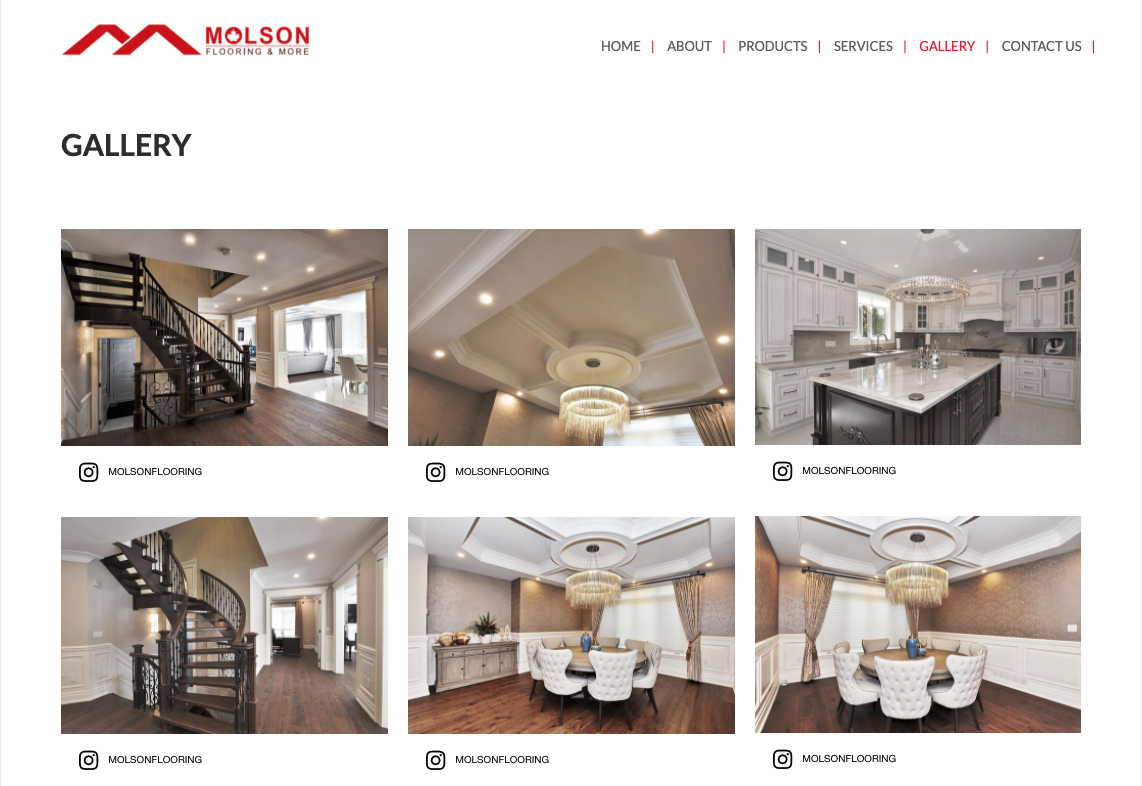 MOLSON
FLOORING & MORE
HOME | ABOUT | PRODUCTS | SERVICES | GALLERY | CONTACT US |
GALLERY
MOLSONFLOORING
MOLSONFLOORING
MOLSONFLOORING
MOLSONFLOORING
MOLSONFLOORING
MOLSONFLOORING